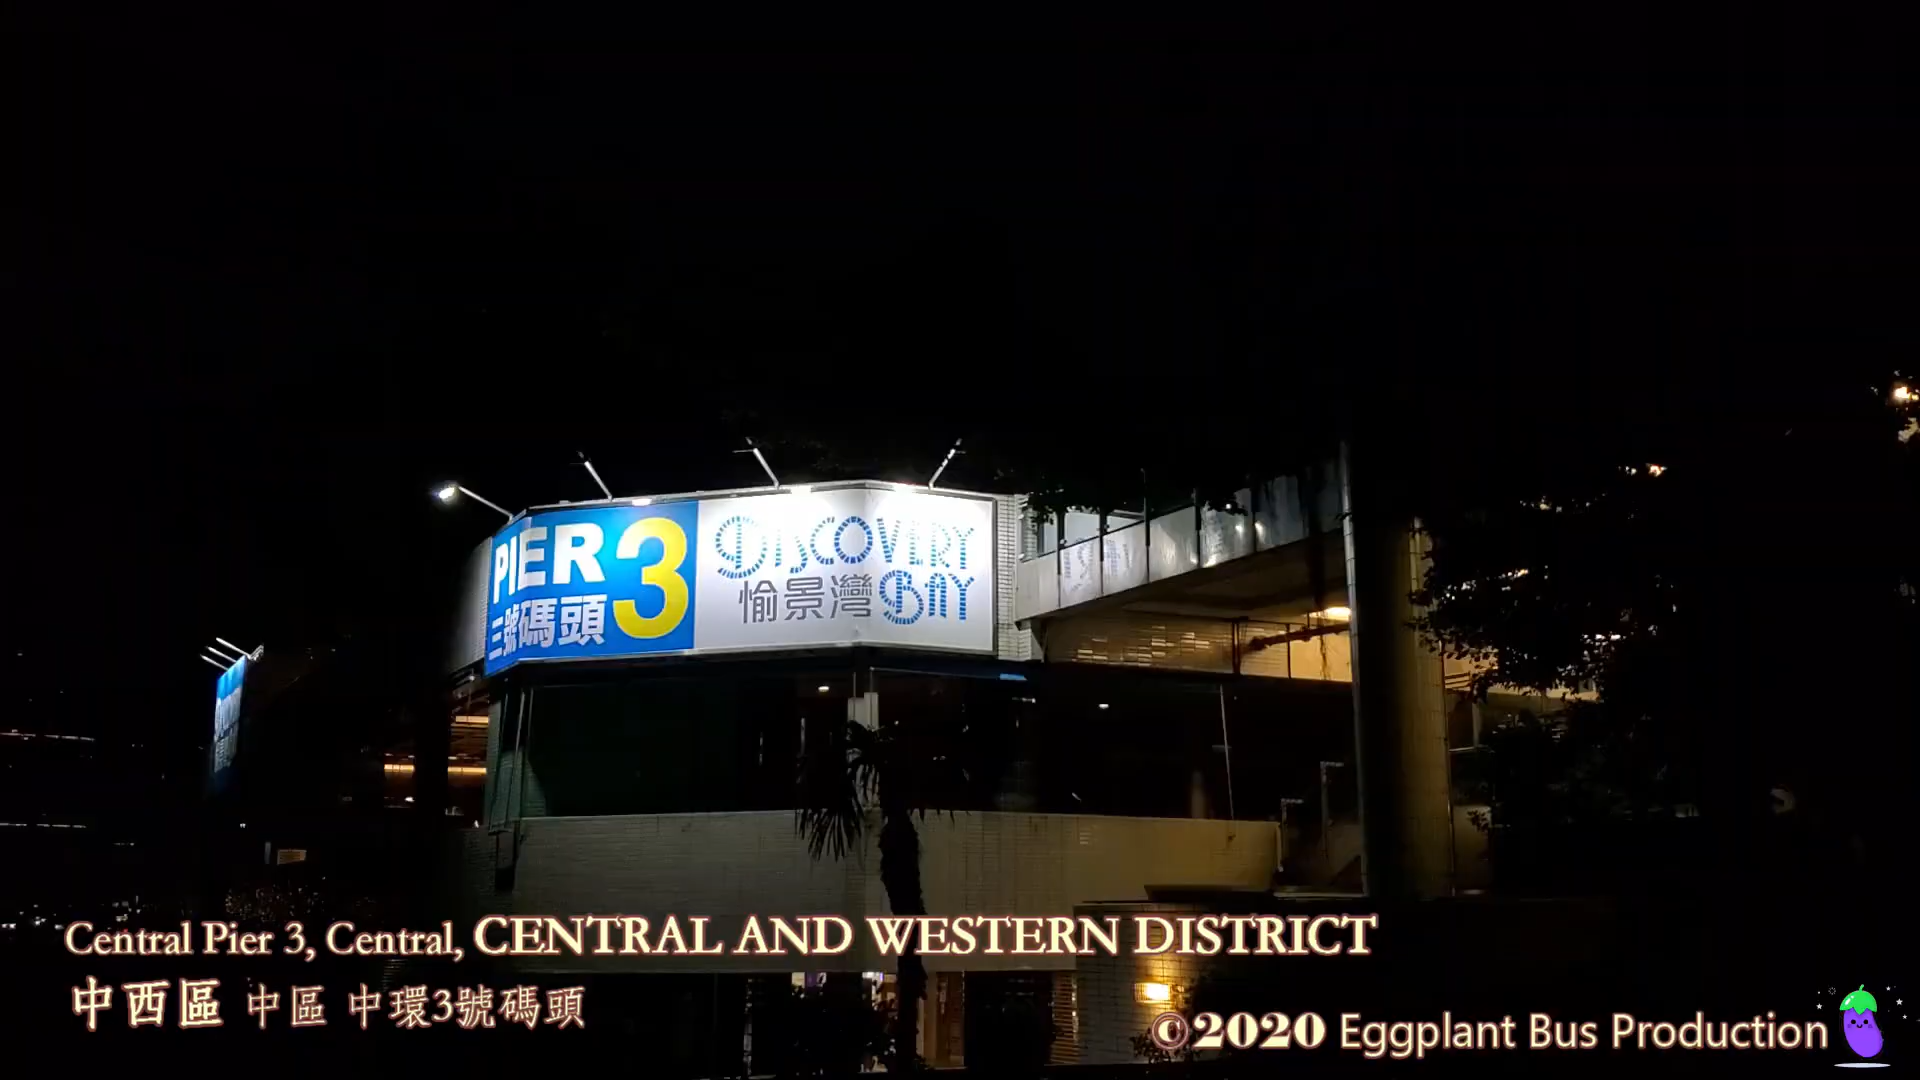 PIER 3
三號碼頭
DISCOVERY
愉景灣 BAY
Central Pier 3, Central, CENTRAL AND WESTERN DISTRICT
中西區 中區 中環3號碼頭
©2020 Eggplant Bus Production